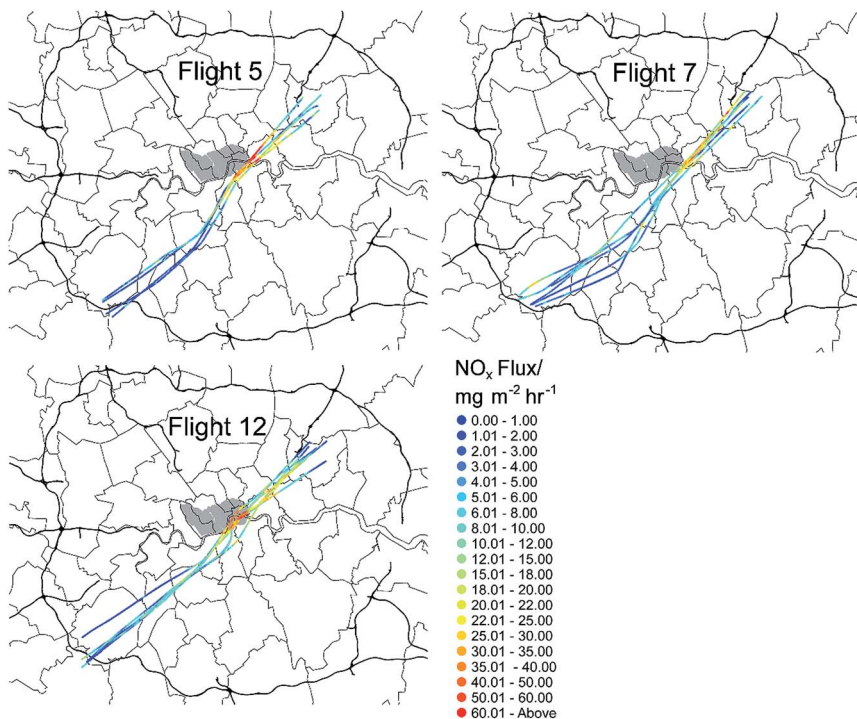 Flight 5
Flight 7
Flight 12
NOₓ Flux/
mg m⁻² hr⁻¹
0.00 - 1.00
1.01 - 2.00
2.01 - 3.00
3.01 - 4.00
4.01 - 5.00
5.01 - 6.00
6.01 - 8.00
8.01 - 10.00
10.01 - 12.00
12.01 - 15.00
15.01 - 18.00
18.01 - 20.00
20.01 - 22.00
22.01 - 25.00
25.01 - 30.00
30.01 - 35.00
35.01 - 40.00
40.01 - 50.00
50.01 - 60.00
60.01 - Above